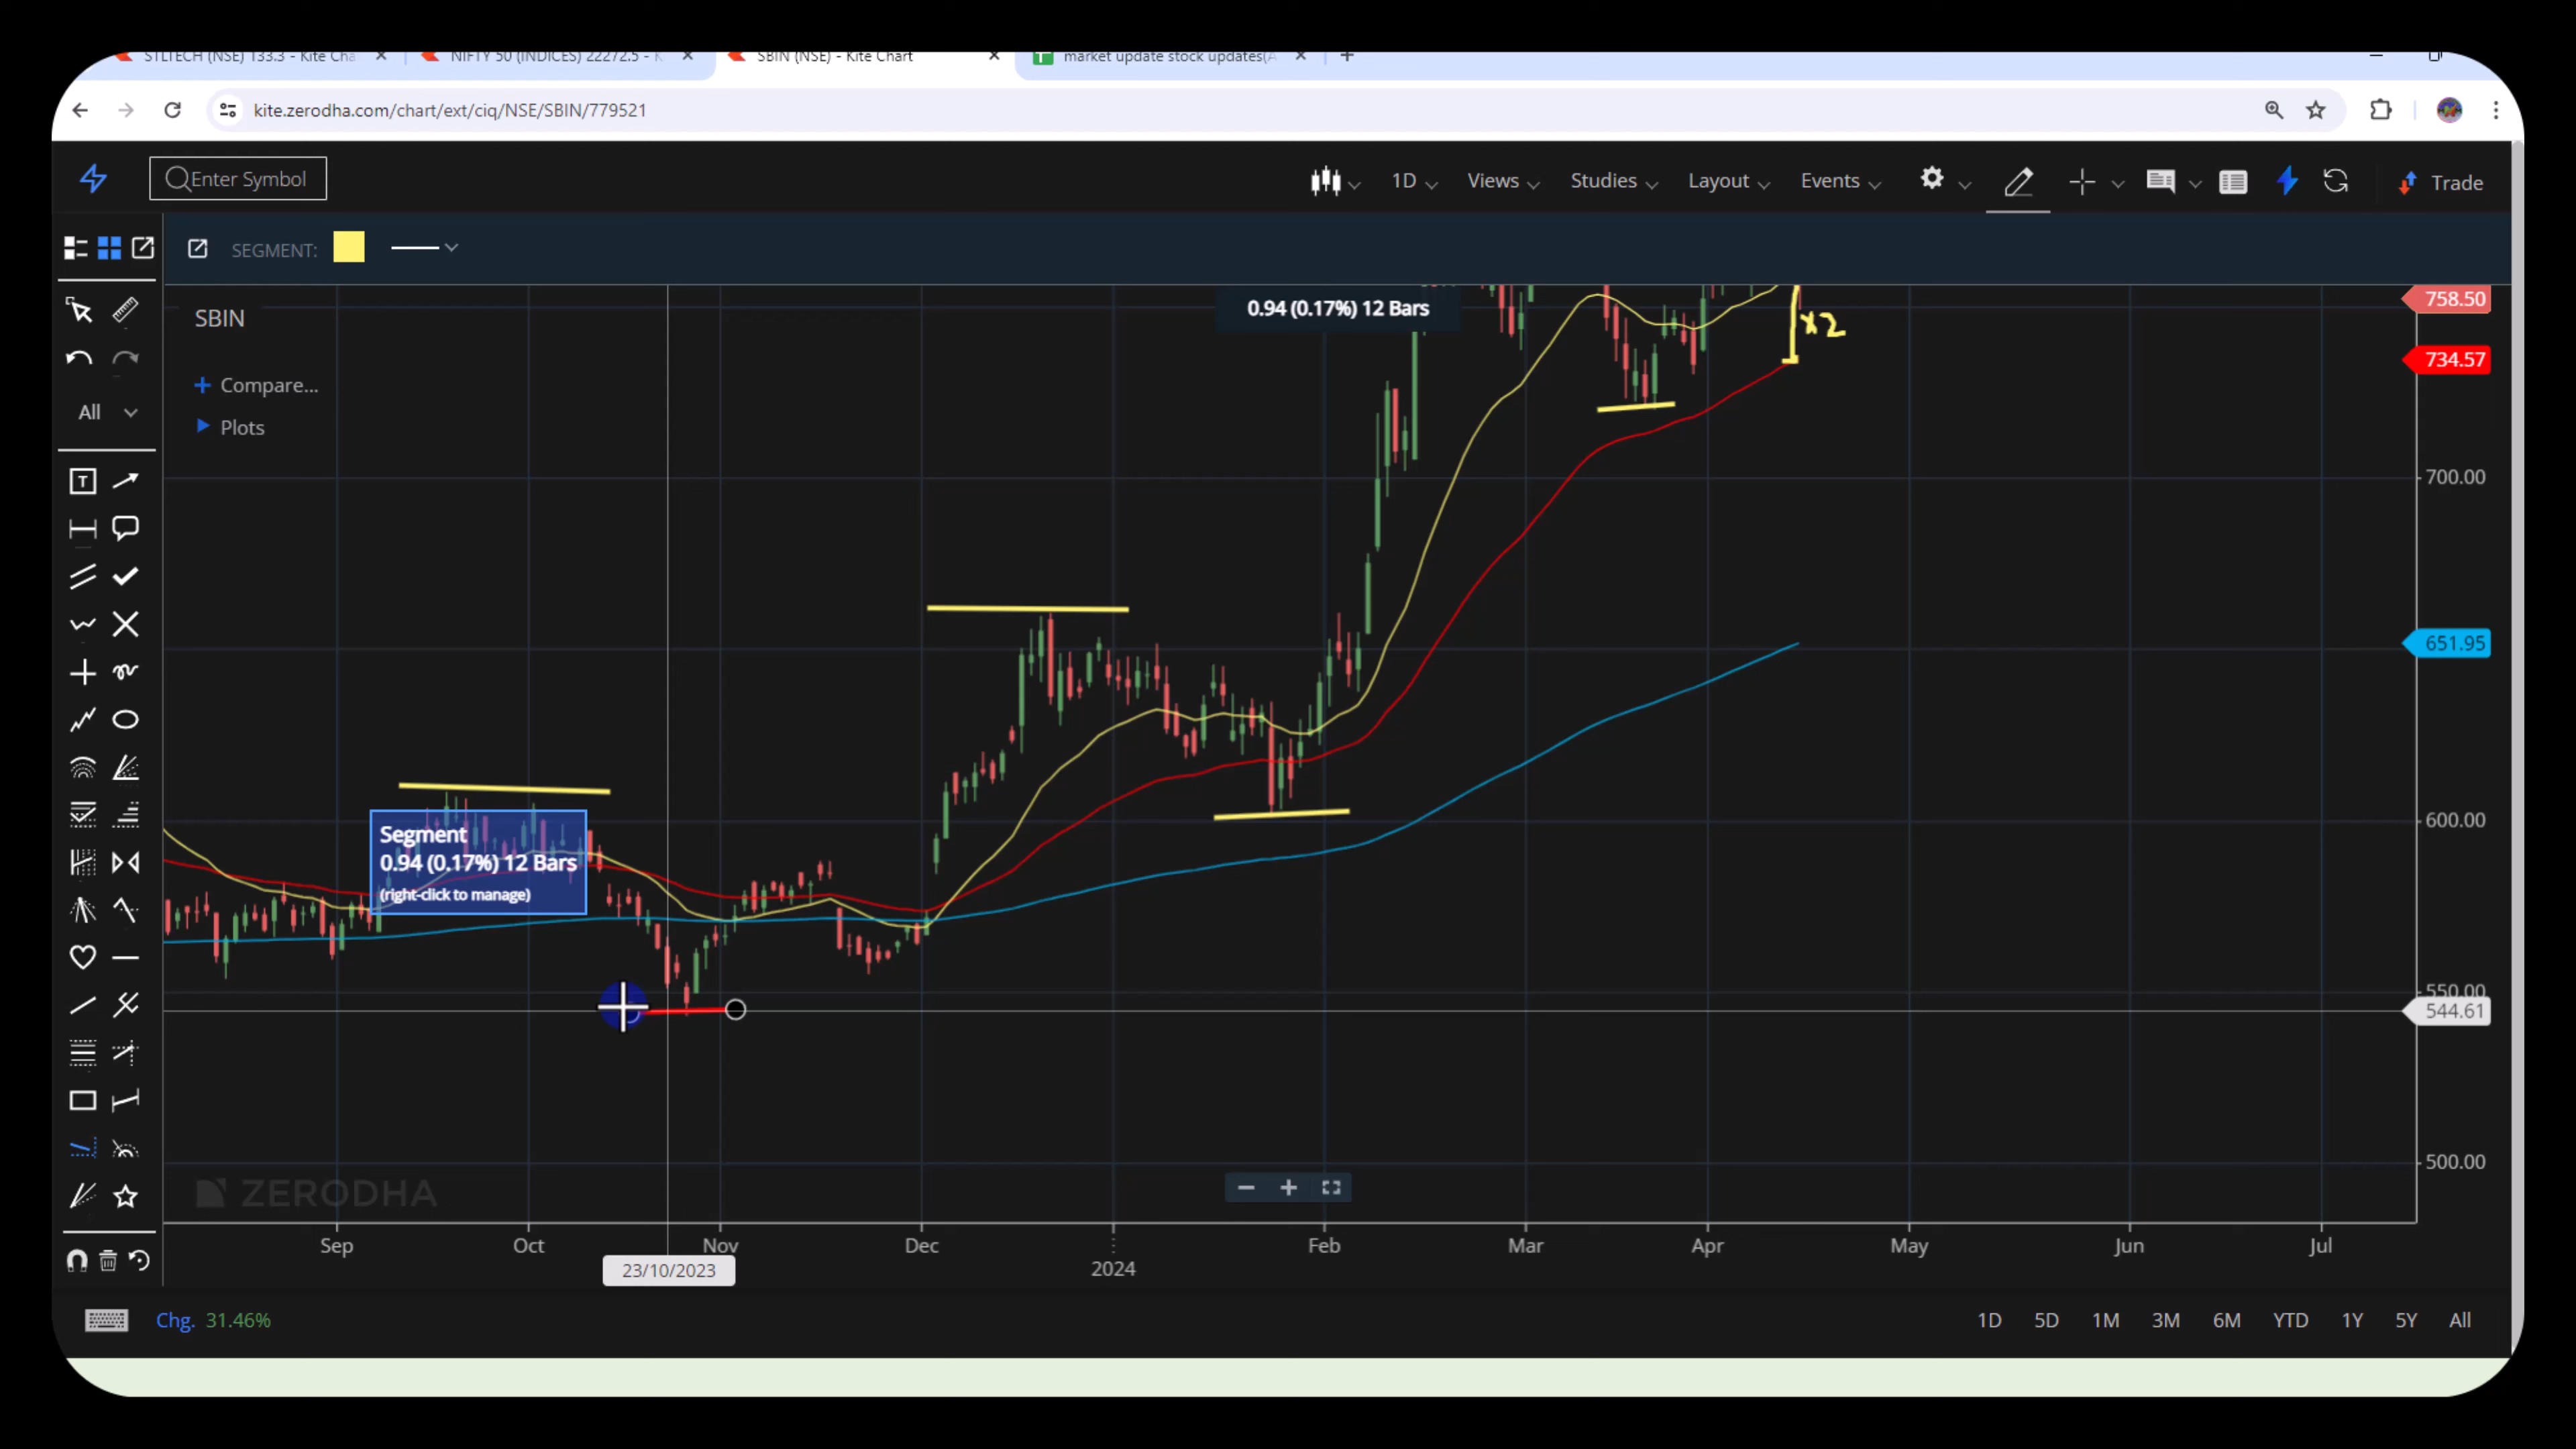 STLTECH (NSE) 133.3 - Kite Cha
NIFTY 50 (INDICES) 22272.5 - K
SBIN (NSE) - Kite Chart
market update stock updates(A
kite.zerodha.com/chart/ext/ciq/NSE/SBIN/779521
Enter Symbol
1D
Views
Studies
Layout
Events
Trade
SEGMENT:
SBIN
Compare...
Plots
All
0.94 (0.17%) 12 Bars
x2
758.50
734.57
700.00
651.95
600.00
550.00
544.61
500.00
Segment
0.94 (0.17%) 12 Bars
(right-click to manage)
T
ZERODHA
Sep
Oct
Nov
Dec
2024
Feb
Mar
Apr
May
Jun
Jul
23/10/2023
Chg. 31.46%
1D 5D 1M 3M 6M YTD 1Y 5Y All